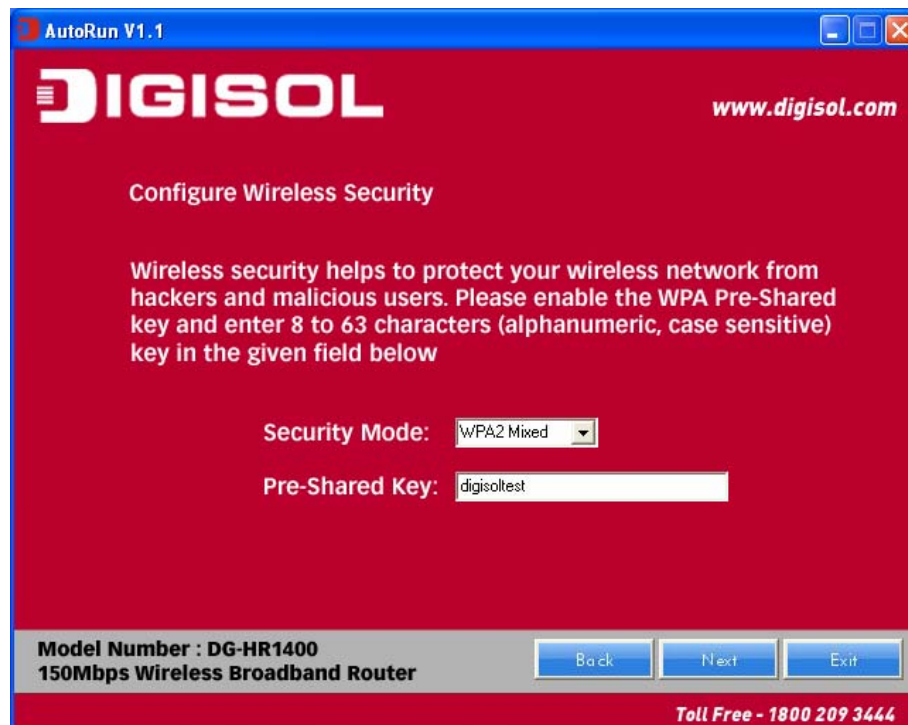 AutoRun V1.1
DIGISOL
www.digisol.com
Configure Wireless Security
Wireless security helps to protect your wireless network from
hackers and malicious users. Please enable the WPA Pre-Shared
key and enter 8 to 63 characters (alphanumeric, case sensitive)
key in the given field below
Security Mode: WPA2 Mixed
Pre-Shared Key: digisoltest
Model Number : DG-HR1400
150Mbps Wireless Broadband Router
Back Next Exit
Toll Free - 1800 209 3444